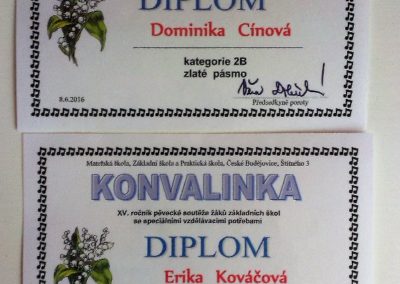 DIPLOM
Dominika Cínová
kategorie 2B
zlaté pásmo
8.6.2016
Předsedkyně poroty
Mateřská škola, Základní škola a Praktická škola, České Budějovice, Štítného 3
KONVALINKA
XV. ročník pěvecké soutěže žáků základních škol
se speciálními vzdělávacími potřebami
DIPLOM
Erika Kováčová